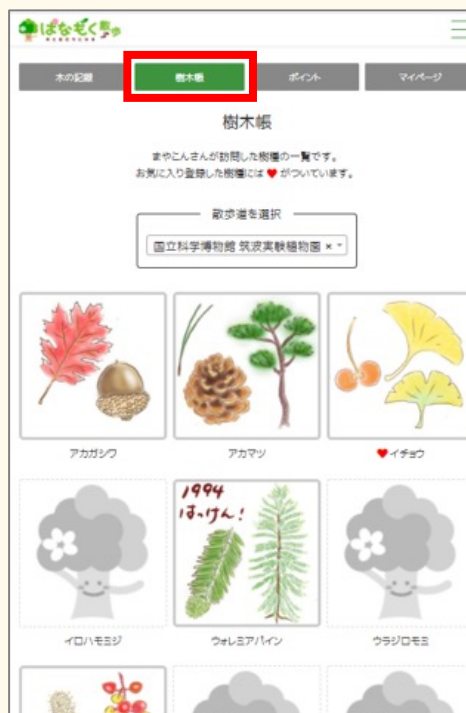 はなもく散歩
木の記録 樹木帳 ポイント マイページ
樹木帳
まやこんさんが訪問した樹種の一覧です。
お気に入り登録した樹種には ♥ がついています。
散歩道を選択
国立科学博物館 筑波実験植物園 ×
アカガシワ アカマツ ♥イチョウ
1994
はっけん!
イロハモミジ ウォレミアパイン ウラジロモミ